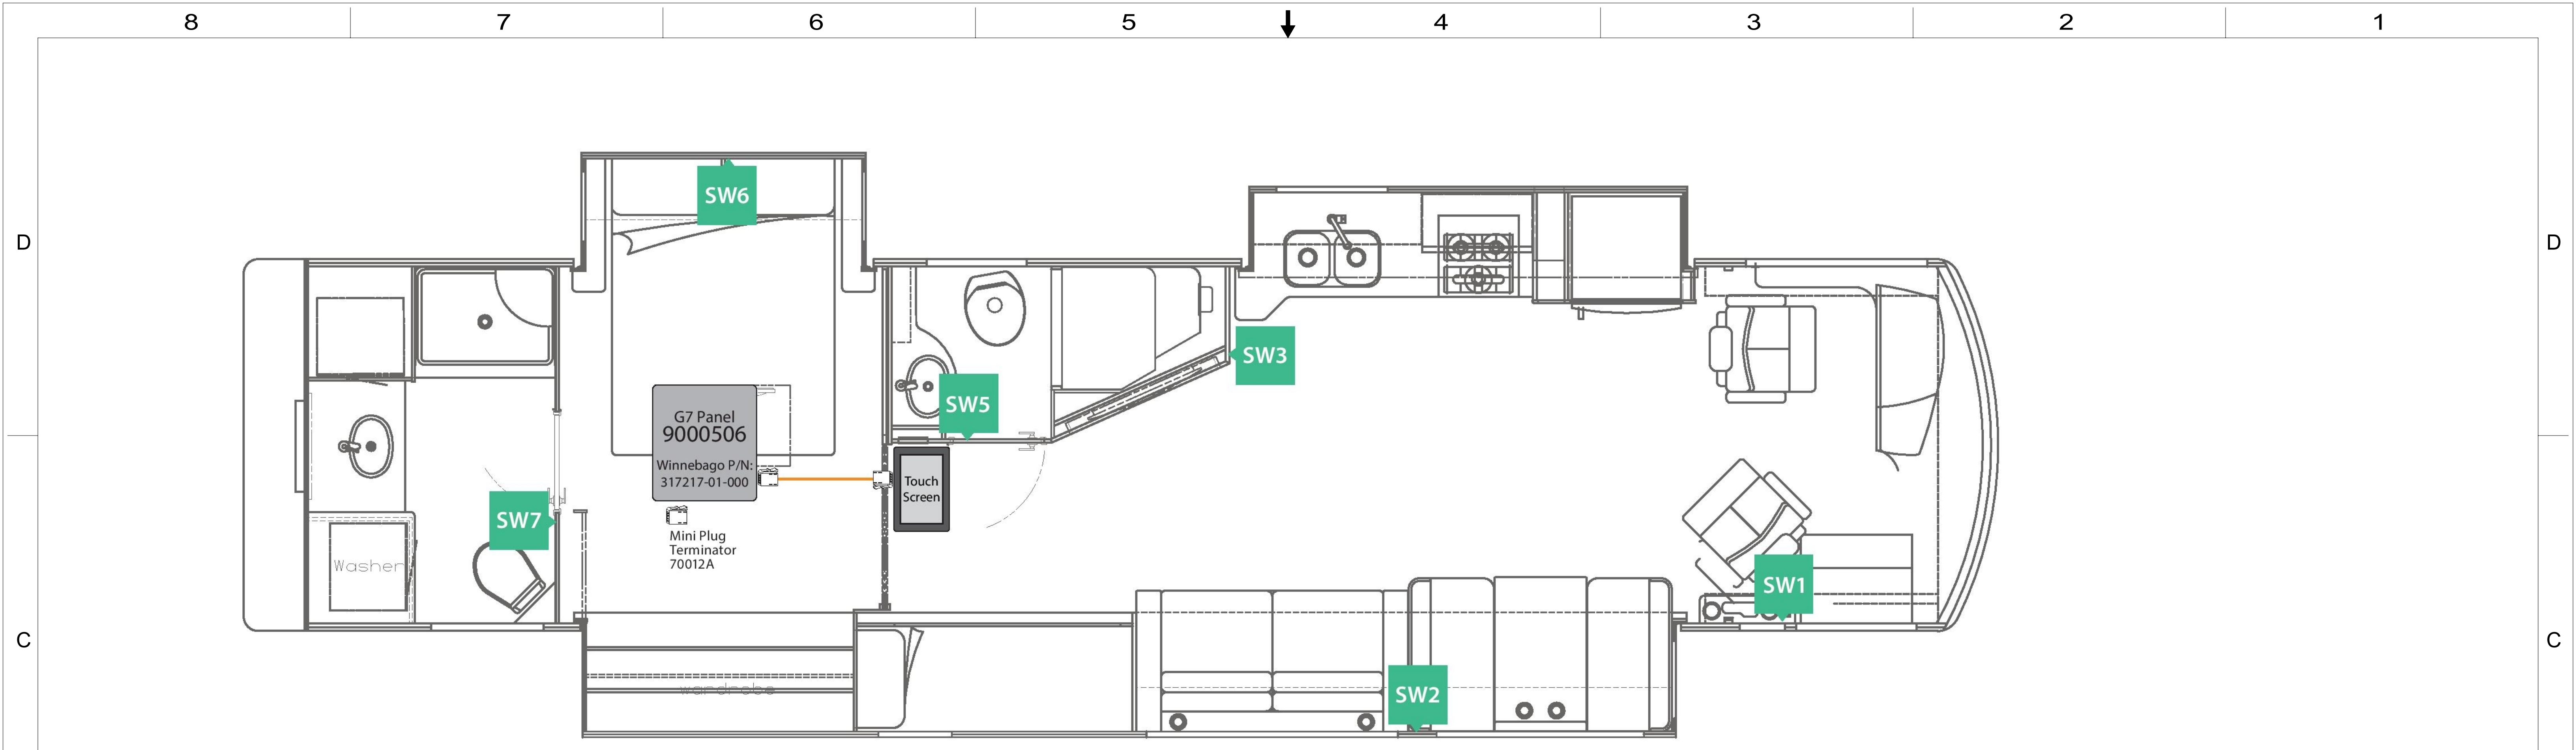 8 7 6 5 4 3 2 1
D
D
SW6
SW3
SW5
G7 Panel
9000506
Winnebago P/N:
317217-01-000
Touch
Screen
SW7
Mini Plug
Terminator
70012A
Washer
SW1
C
C
SW2
wardrobe